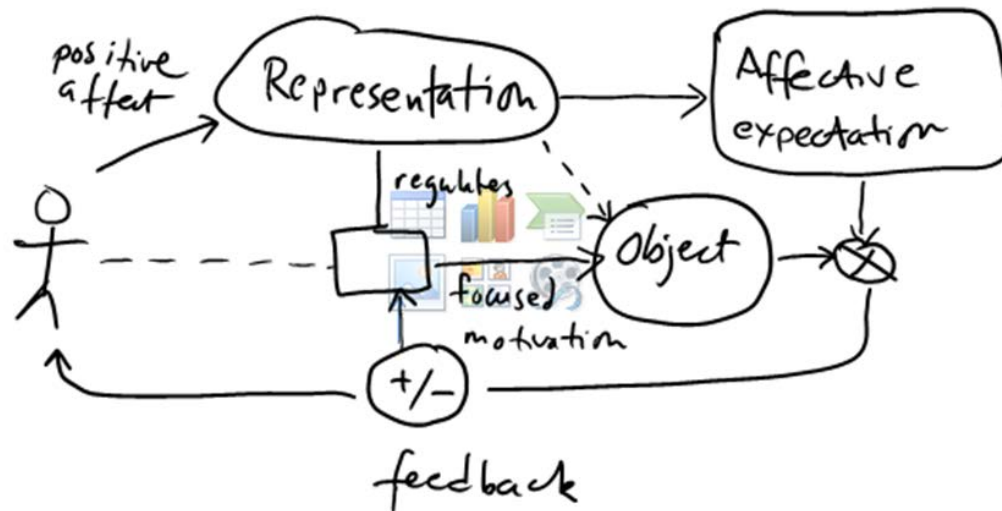 positive
affect
Representation
Affective
expectation
regulates
Object
focused
motivation
+/-
feedback